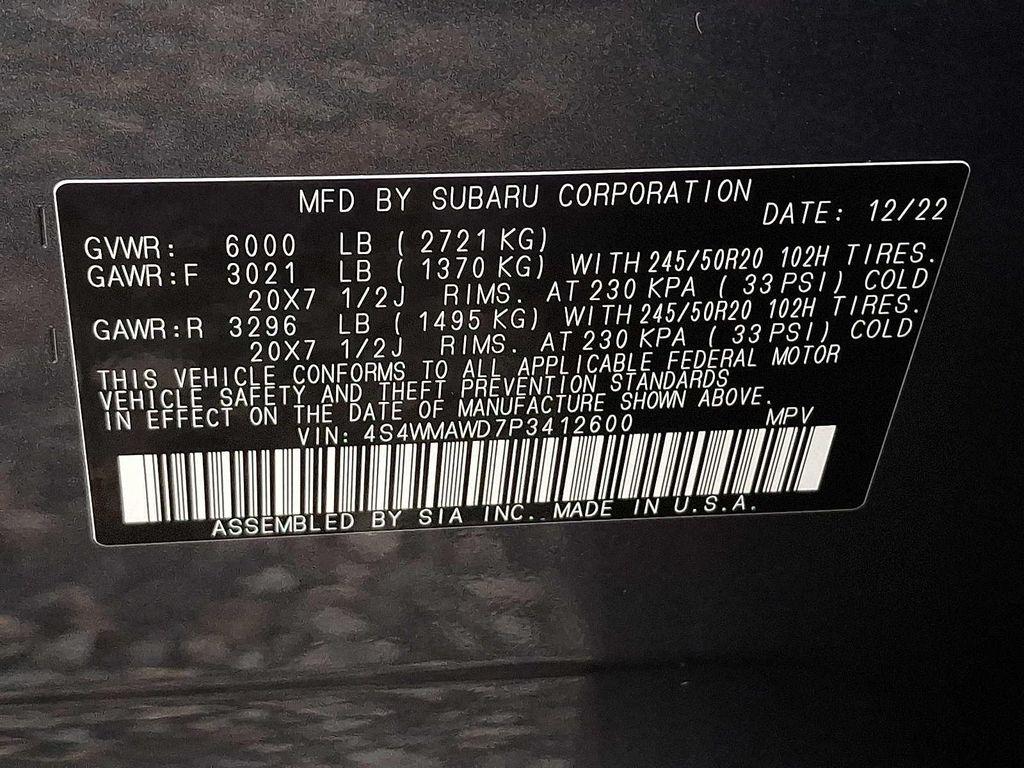 MFD BY SUBARU CORPORATION
DATE: 12/22
GVWR: 6000 LB ( 2721 KG)
GAWR:F 3021 LB ( 1370 KG) WITH 245/50R20 102H TIRES.
20X7 1/2J RIMS. AT 230 KPA ( 33 PSI) COLD
GAWR:R 3296 LB ( 1495 KG) WITH 245/50R20 102H TIRES.
20X7 1/2J RIMS. AT 230 KPA ( 33 PSI) COLD
THIS VEHICLE CONFORMS TO ALL APPLICABLE FEDERAL MOTOR
VEHICLE SAFETY AND THEFT PREVENTION STANDARDS
IN EFFECT ON THE DATE OF MANUFACTURE SHOWN ABOVE.
VIN: 4S4WMAWD7P3412600 MPV
ASSEMBLED BY SIA INC. MADE IN U.S.A.